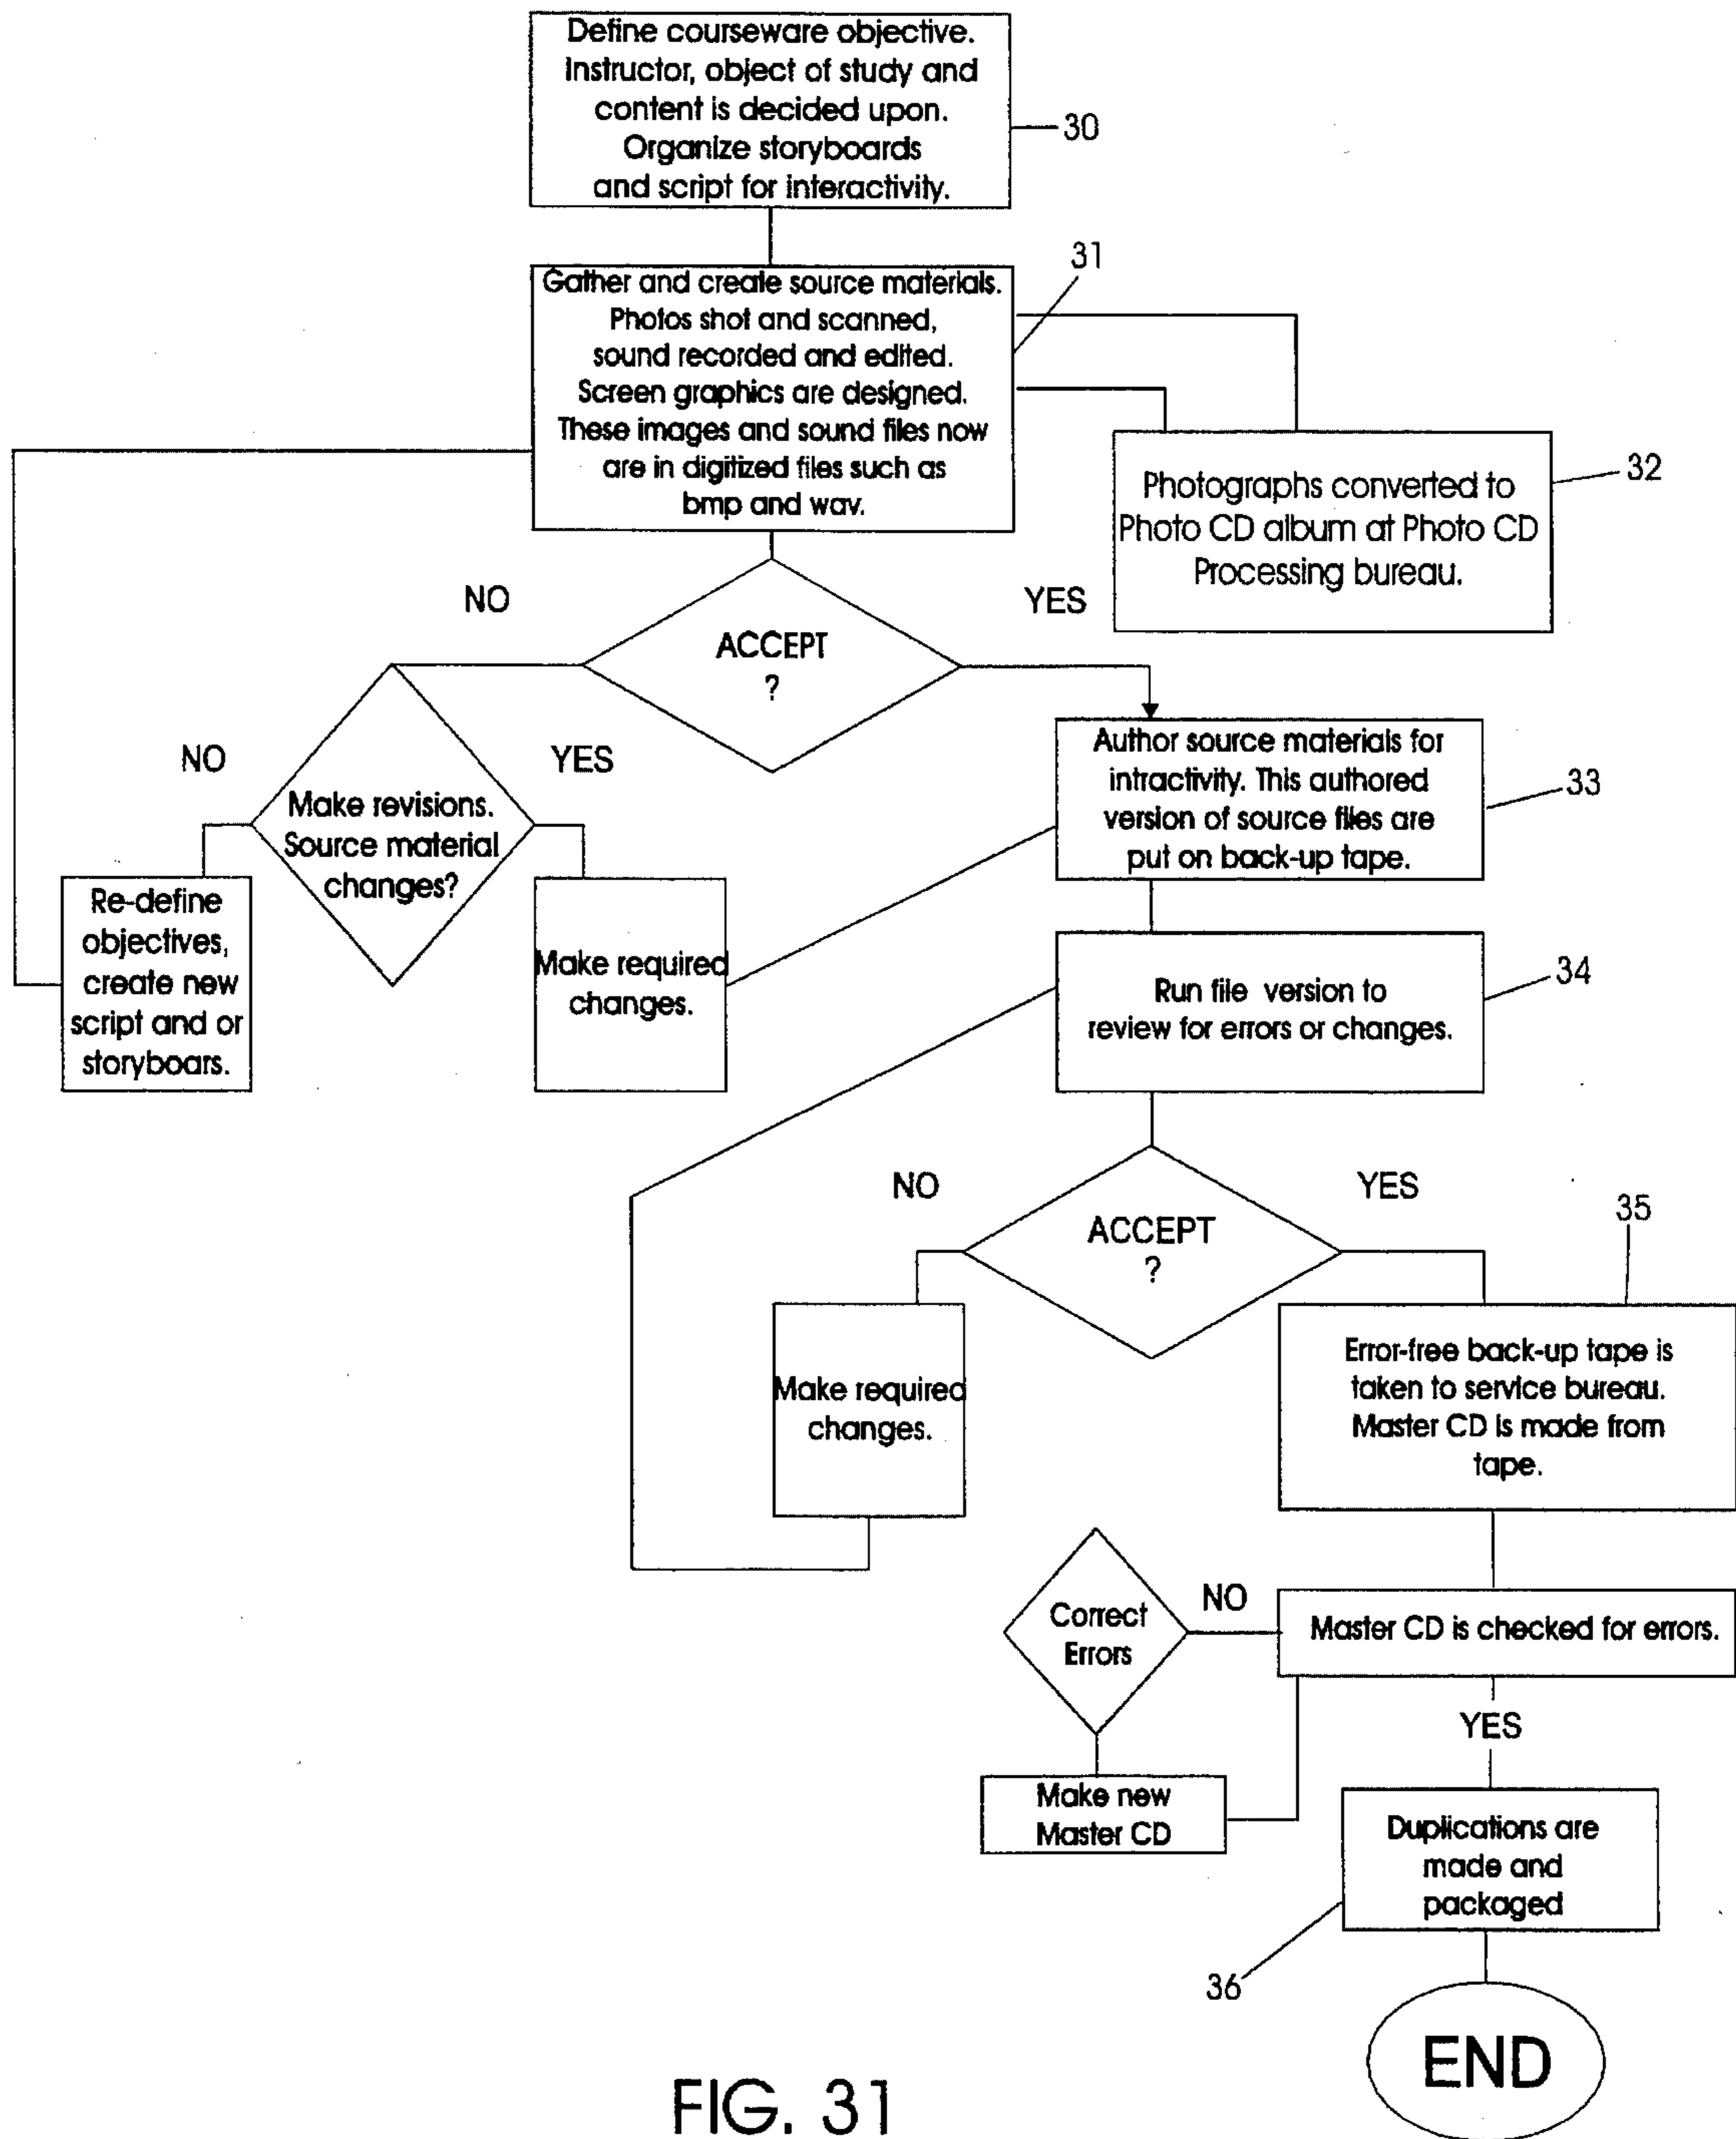 Define courseware objective.
Instructor, object of study and
content is decided upon.
Organize storyboards
and script for interactivity.
30
31
Gather and create source materials.
Photos shot and scanned,
sound recorded and edited.
Screen graphics are designed.
These images and sound files now
are in digitized files such as
bmp and wav.
32
Photographs converted to
Photo CD album at Photo CD
Processing bureau.
NO
YES
ACCEPT
?
NO
YES
Make revisions.
Source material
changes?
Author source materials for
intractivity. This authored
version of source files are
put on back-up tape.
33
Re-define
objectives,
create new
script and or
storyboars.
Make required
changes.
Run file version to
review for errors or changes.
34
NO
YES
ACCEPT
?
35
Make required
changes.
Error-free back-up tape is
taken to service bureau.
Master CD is made from
tape.
Correct
Errors
NO
Master CD is checked for errors.
YES
Make new
Master CD
Duplications are
made and
packaged
36
END
FIG. 31